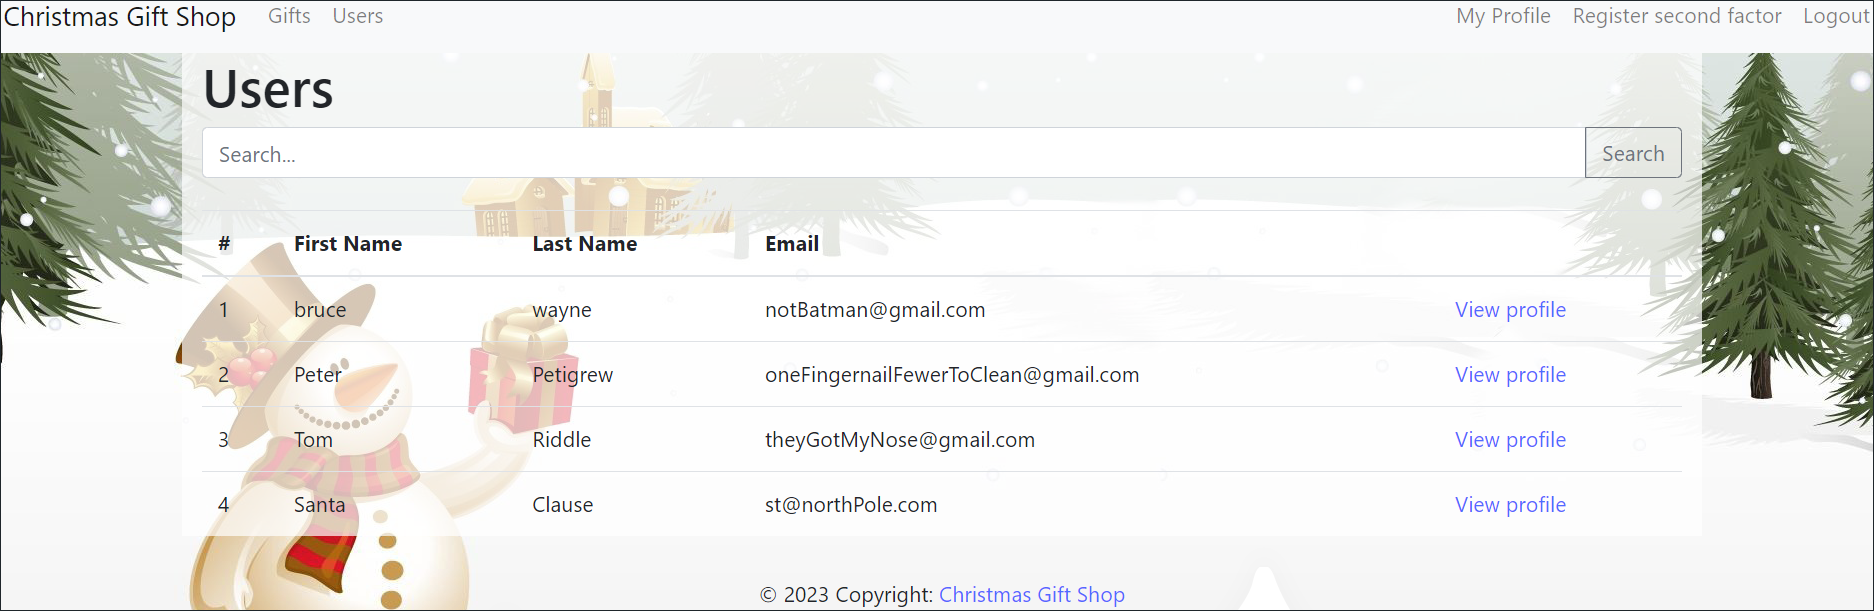 Christmas Gift Shop Gifts Users My Profile Register second factor Logout
Users
Search... Search
# First Name Last Name Email
1 bruce wayne notBatman@gmail.com View profile
2 Peter Petigrew oneFingernailFewerToClean@gmail.com View profile
3 Tom Riddle theyGotMyNose@gmail.com View profile
4 Santa Clause st@northPole.com View profile
© 2023 Copyright: Christmas Gift Shop